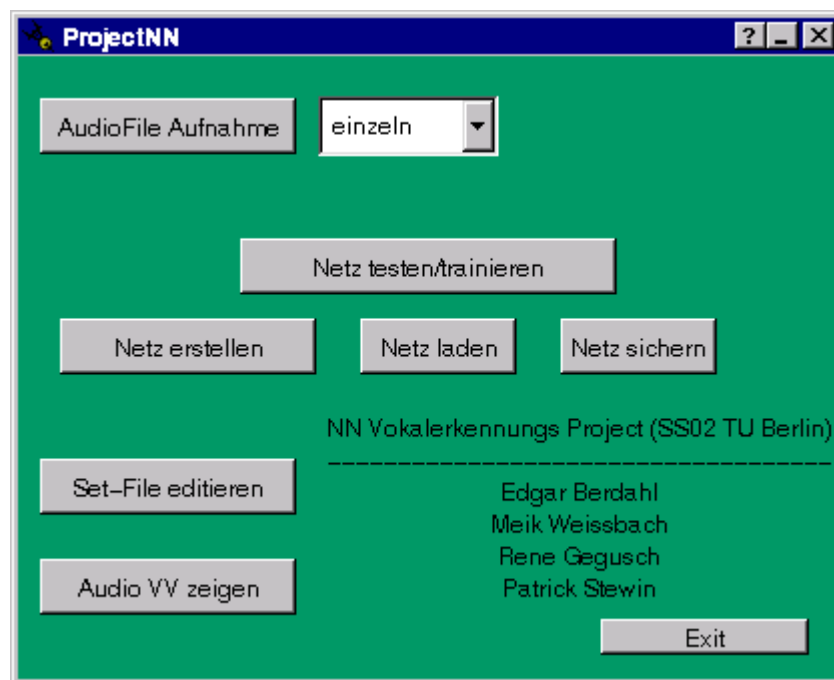 ProjectNN
AudioFile Aufnahme einzeln
Netz testen/trainieren
Netz erstellen Netz laden Netz sichern
NN Vokalerkennungs Project (SS02 TU Berlin)
------------------------------------
Set-File editieren
Edgar Berdahl
Meik Weissbach
Rene Gegusch
Patrick Stewin
Audio VV zeigen
Exit